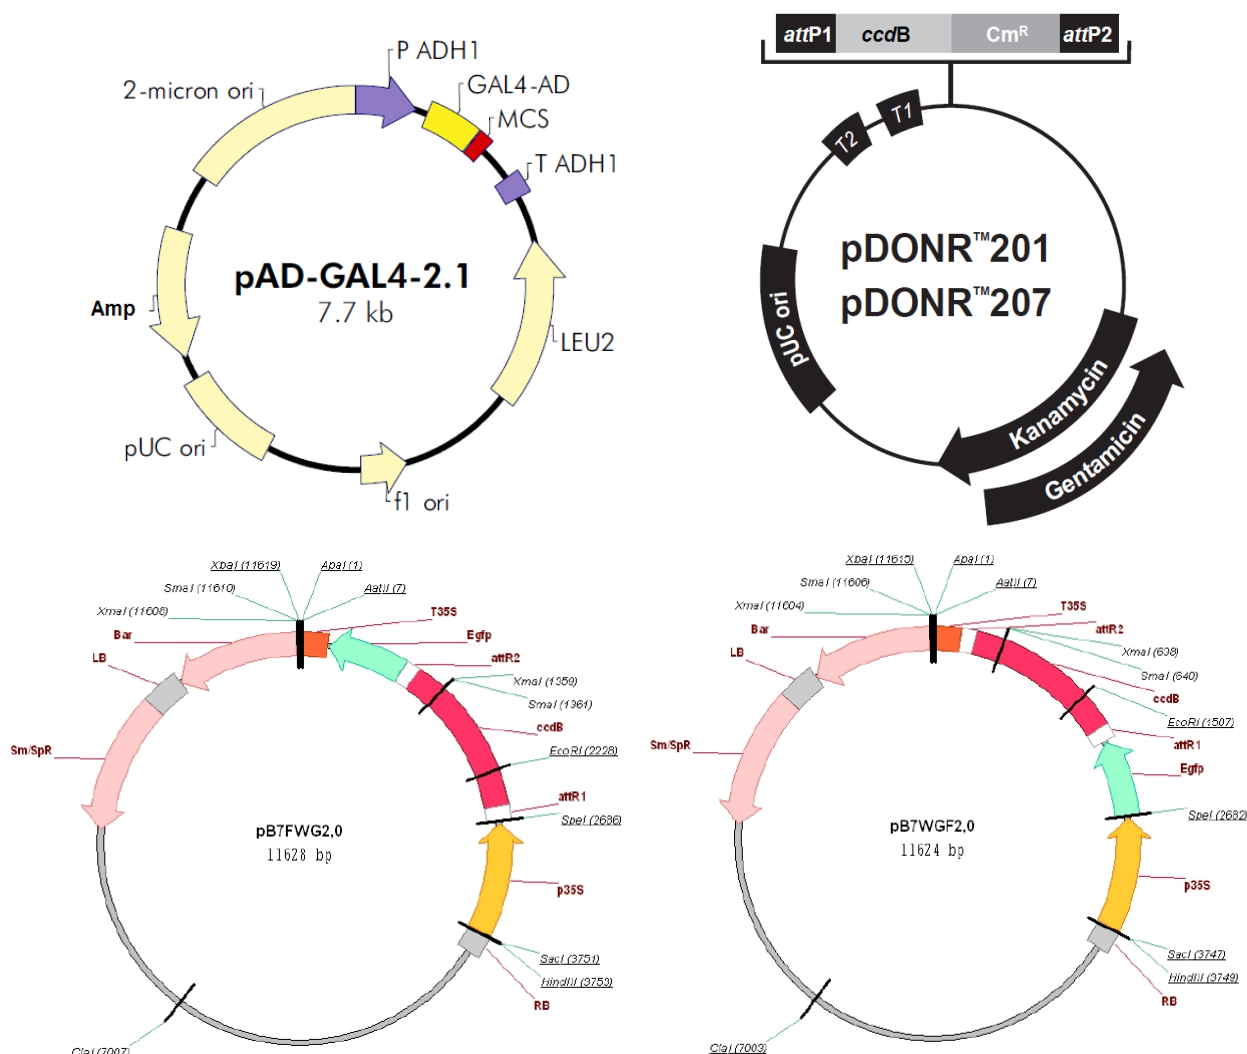 P ADH1
2-micron ori
GAL4-AD
MCS
T ADH1
pAD-GAL4-2.1
7.7 kb
Amp
LEU2
pUC ori
f1 ori
attP1 ccdB CmR attP2
T2 T1
pDONR™201
pDONR™207
pUC ori
Kanamycin
Gentamicin
XbaI (11619) ApaI (1)
SmaI (11610) AatII (7)
XmaI (11608) T35S
Bar Egfp
LB attR2
XmaI (1359)
SmaI (1361)
ccdB
Sm/SpR EcoRI (2228)
attR1
SpeI (2686)
pB7FWG2,0
11628 bp
p35S
SacI (3751)
HindIII (3753)
RB
ClaI (7007)
XbaI (11615) ApaI (1)
SmaI (11606) AatII (7)
XmaI (11604) T35S
Bar attR2
LB XmaI (638)
SmaI (640)
ccdB
EcoRI (1507)
Sm/SpR attR1
Egfp
SpeI (2682)
pB7WGF2,0
11624 bp
p35S
SacI (3747)
HindIII (3749)
RB
ClaI (7003)